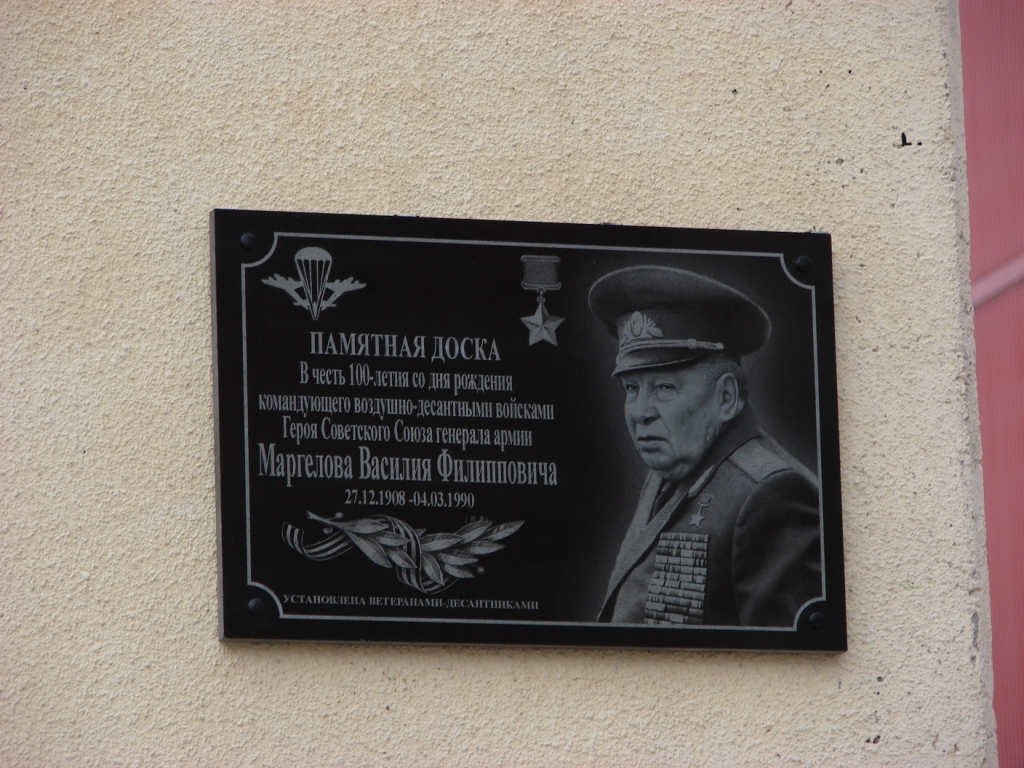 ПАМЯТНАЯ ДОСКА
В честь 100-летия со дня рождения
командующего воздушно-десантными войсками
Героя Советского Союза генерала армии
Маргелова Василия Филипповича
27.12.1908 -04.03.1990
УСТАНОВЛЕНА ВЕТЕРАНАМИ-ДЕСАНТНИКАМИ